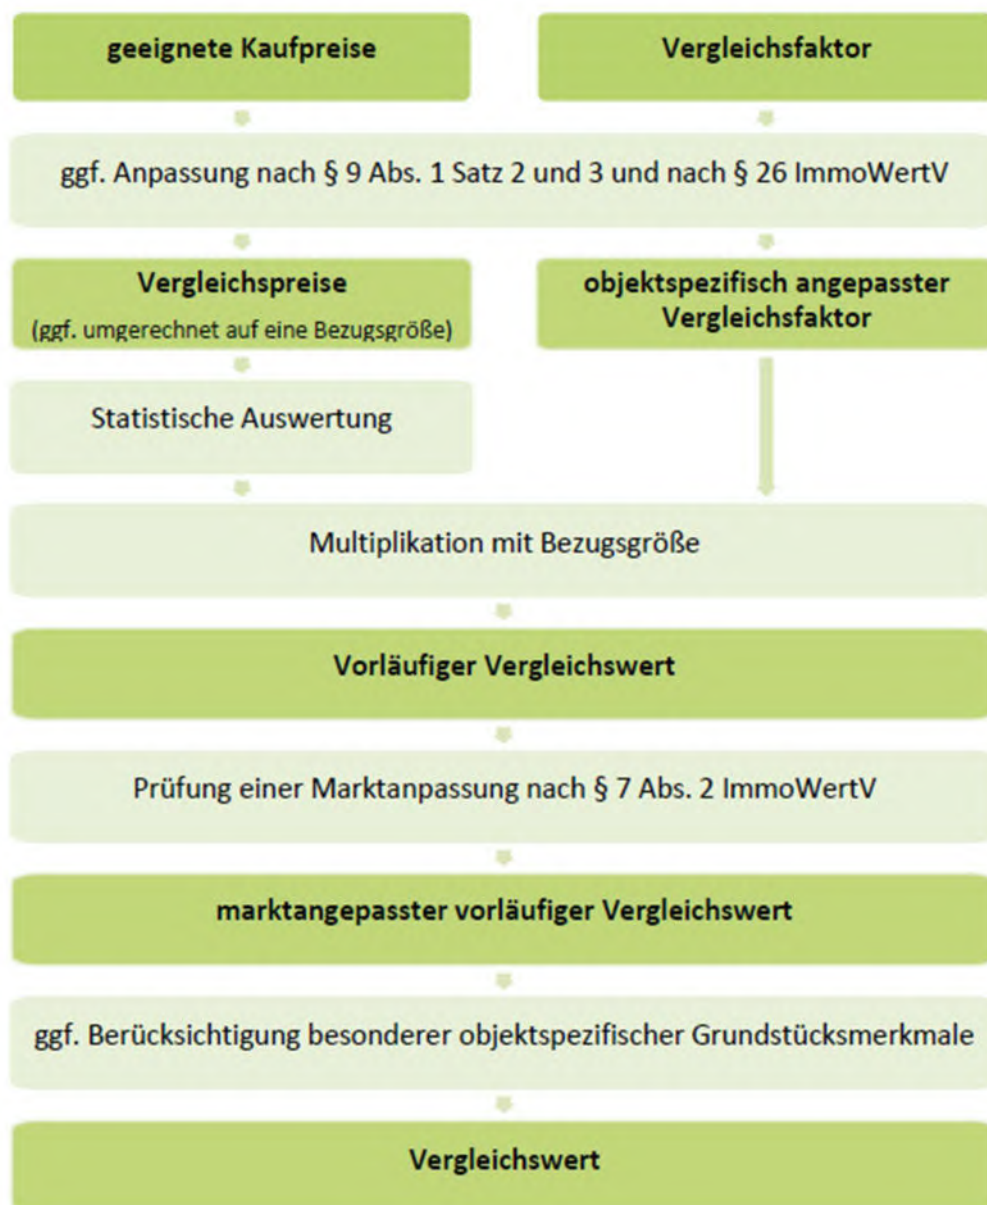 geeignete Kaufpreise
Vergleichsfaktor
ggf. Anpassung nach § 9 Abs. 1 Satz 2 und 3 und nach § 26 ImmoWertV
Vergleichspreise
(ggf. umgerechnet auf eine Bezugsgröße)
objektspezifisch angepasster
Vergleichsfaktor
Statistische Auswertung
Multiplikation mit Bezugsgröße
Vorläufiger Vergleichswert
Prüfung einer Marktanpassung nach § 7 Abs. 2 ImmoWertV
marktangepasster vorläufiger Vergleichswert
ggf. Berücksichtigung besonderer objektspezifischer Grundstücksmerkmale
Vergleichswert